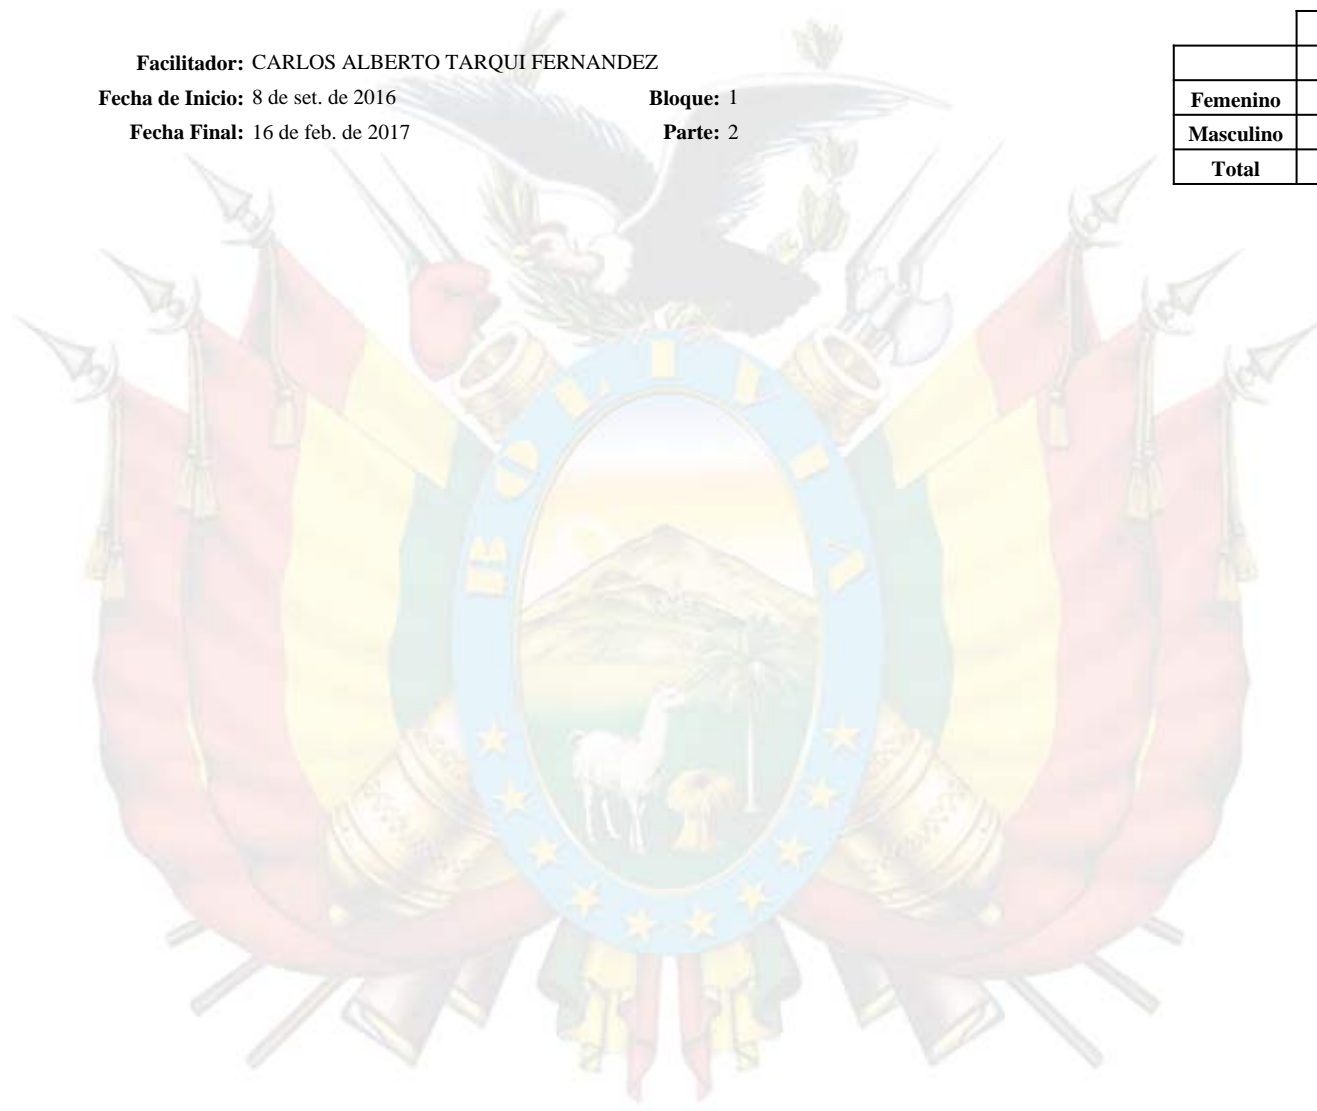 Facilitador: CARLOS ALBERTO TARQUI FERNANDEZ
Fecha de Inicio: 8 de set. de 2016 Bloque: 1
Fecha Final: 16 de feb. de 2017 Parte: 2
Femenino
Masculino
Total
BOLIVIA